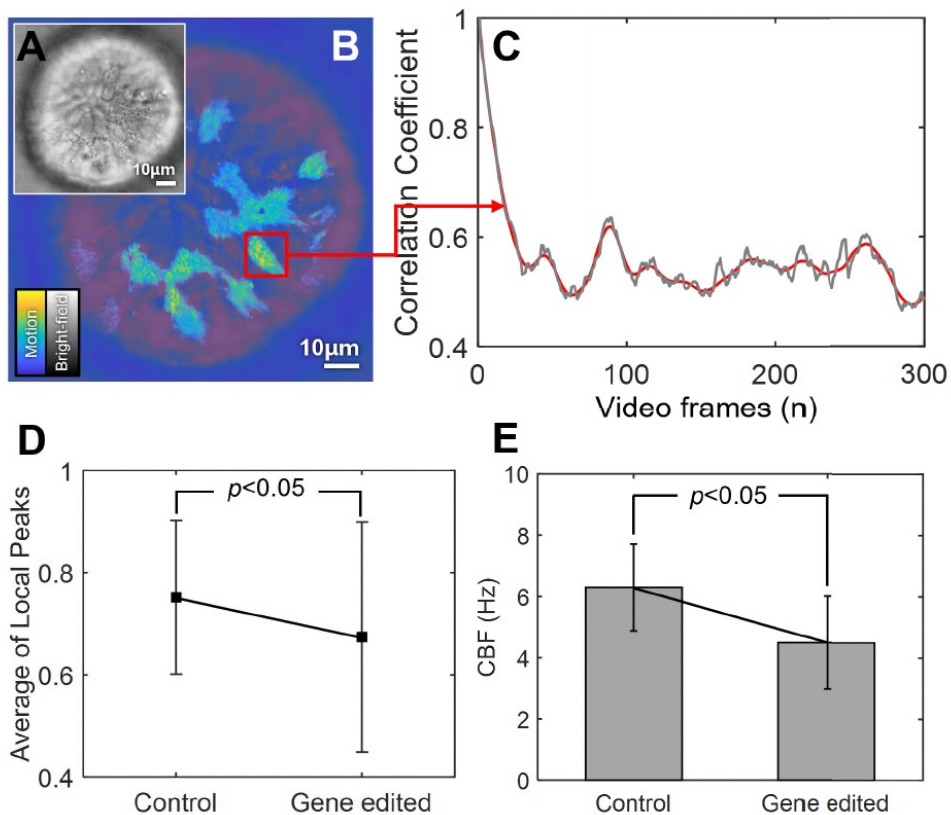 A
10μm
B
Motion
Bright-field
10μm
C
Correlation Coefficient
1
0.8
0.6
0.4
0
100
200
300
Video frames (n)
D
Average of Local Peaks
1
0.8
0.6
0.4
p<0.05
Control
Gene edited
E
CBF (Hz)
10
8
6
4
2
0
p<0.05
Control
Gene edited